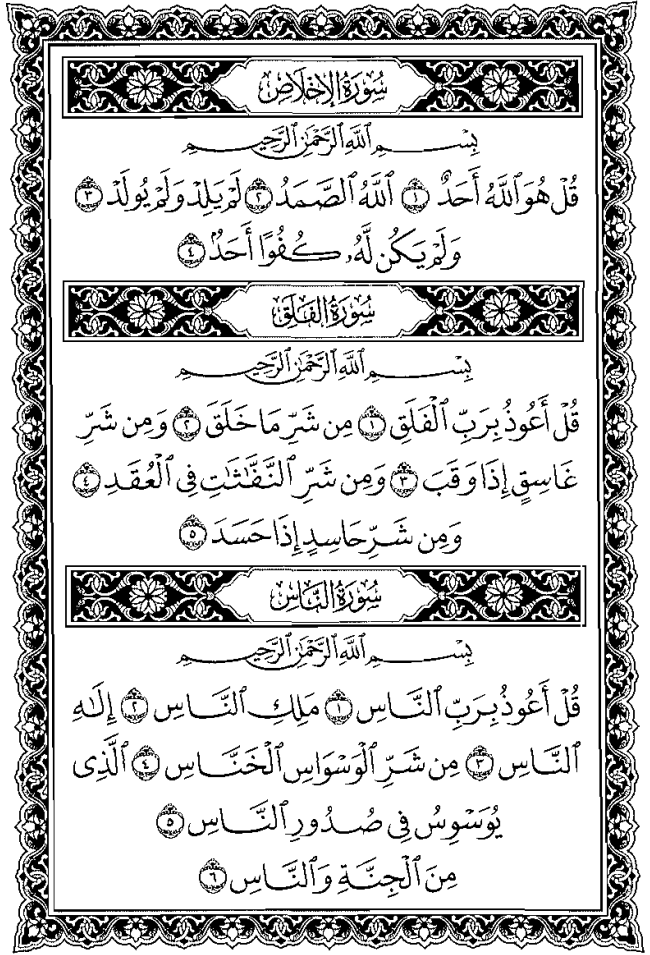 سُورَةُ الإِخْلَاصِ
بِسْمِ ٱللَّهِ ٱلرَّحْمَٰنِ ٱلرَّحِيمِ
قُلْ هُوَ ٱللَّهُ أَحَدٌ ١ ٱللَّهُ ٱلصَّمَدُ ٢ لَمْ يَلِدْ وَلَمْ يُولَدْ ٣
وَلَمْ يَكُن لَّهُۥ كُفُوًا أَحَدٌۢ ٤
سُورَةُ الفَلَقِ
بِسْمِ ٱللَّهِ ٱلرَّحْمَٰنِ ٱلرَّحِيمِ
قُلْ أَعُوذُ بِرَبِّ ٱلْفَلَقِ ١ مِن شَرِّ مَا خَلَقَ ٢ وَمِن شَرِّ
غَاسِقٍ إِذَا وَقَبَ ٣ وَمِن شَرِّ ٱلنَّفَّٰثَٰتِ فِى ٱلْعُقَدِ ٤
وَمِن شَرِّ حَاسِدٍ إِذَا حَسَدَ ٥
سُورَةُ النَّاسِ
بِسْمِ ٱللَّهِ ٱلرَّحْمَٰنِ ٱلرَّحِيمِ
قُلْ أَعُوذُ بِرَبِّ ٱلنَّاسِ ١ مَلِكِ ٱلنَّاسِ ٢ إِلَٰهِ
ٱلنَّاسِ ٣ مِن شَرِّ ٱلْوَسْوَاسِ ٱلْخَنَّاسِ ٤ ٱلَّذِى
يُوَسْوِسُ فِى صُدُورِ ٱلنَّاسِ ٥
مِنَ ٱلْجِنَّةِ وَٱلنَّاسِ ٦